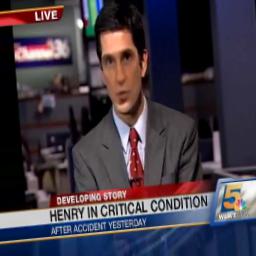 LIVE
DEVELOPING STORY
HENRY IN CRITICAL CONDITION
AFTER ACCIDENT YESTERDAY
5